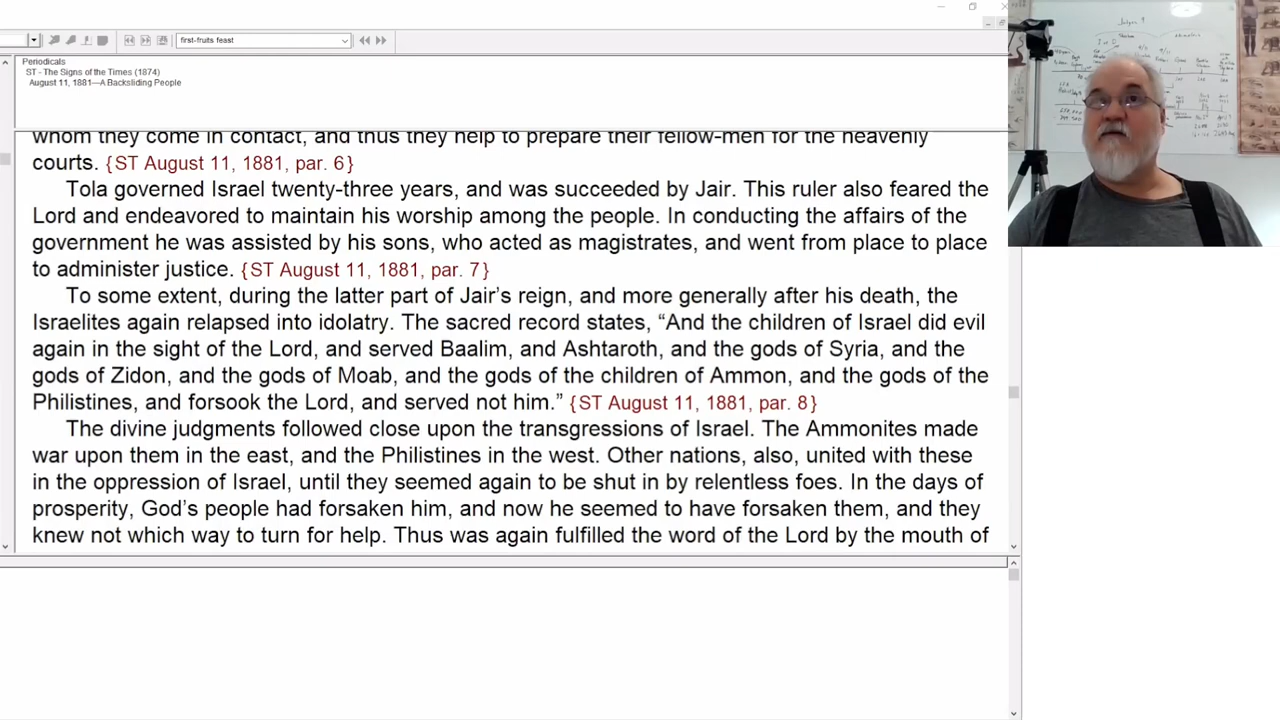 first-fruits feast
Periodicals
ST - The Signs of the Times (1874)
August 11, 1881—A Backsliding People
whom they come in contact, and thus they help to prepare their fellow-men for the heavenly
courts. {ST August 11, 1881, par. 6}
Tola governed Israel twenty-three years, and was succeeded by Jair. This ruler also feared the
Lord and endeavored to maintain his worship among the people. In conducting the affairs of the
government he was assisted by his sons, who acted as magistrates, and went from place to place
to administer justice. {ST August 11, 1881, par. 7}
To some extent, during the latter part of Jair’s reign, and more generally after his death, the
Israelites again relapsed into idolatry. The sacred record states, “And the children of Israel did evil
again in the sight of the Lord, and served Baalim, and Ashtaroth, and the gods of Syria, and the
gods of Zidon, and the gods of Moab, and the gods of the children of Ammon, and the gods of the
Philistines, and forsook the Lord, and served not him.” {ST August 11, 1881, par. 8}
The divine judgments followed close upon the transgressions of Israel. The Ammonites made
war upon them in the east, and the Philistines in the west. Other nations, also, united with these
in the oppression of Israel, until they seemed again to be shut in by relentless foes. In the days of
prosperity, God’s people had forsaken him, and now he seemed to have forsaken them, and they
knew not which way to turn for help. Thus was again fulfilled the word of the Lord by the mouth of